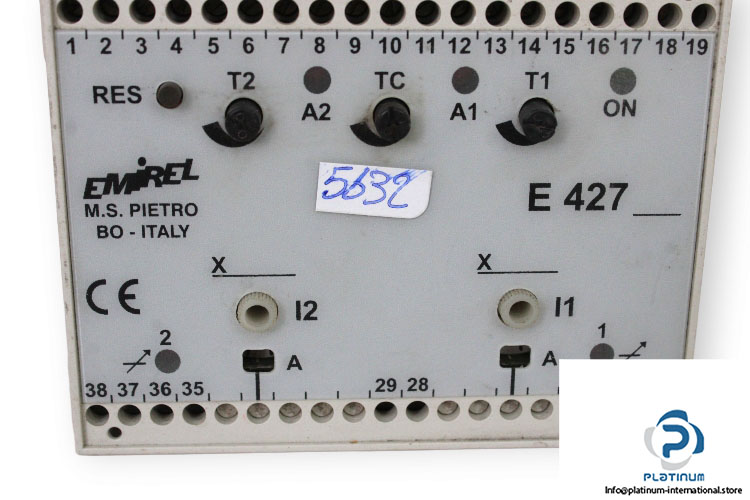 1 2 3 4 5 6 7 8 9 10 11 12 13 14 15 16 17 18 19
RES T2 A2 TC A1 T1 ON
EMIREL
M.S. PIETRO
BO - ITALY
5632
E 427
X X
CE I2 I1
2 A 1 A
38 37 36 35 29 28
PLATINUM
Info@platinum-international.store